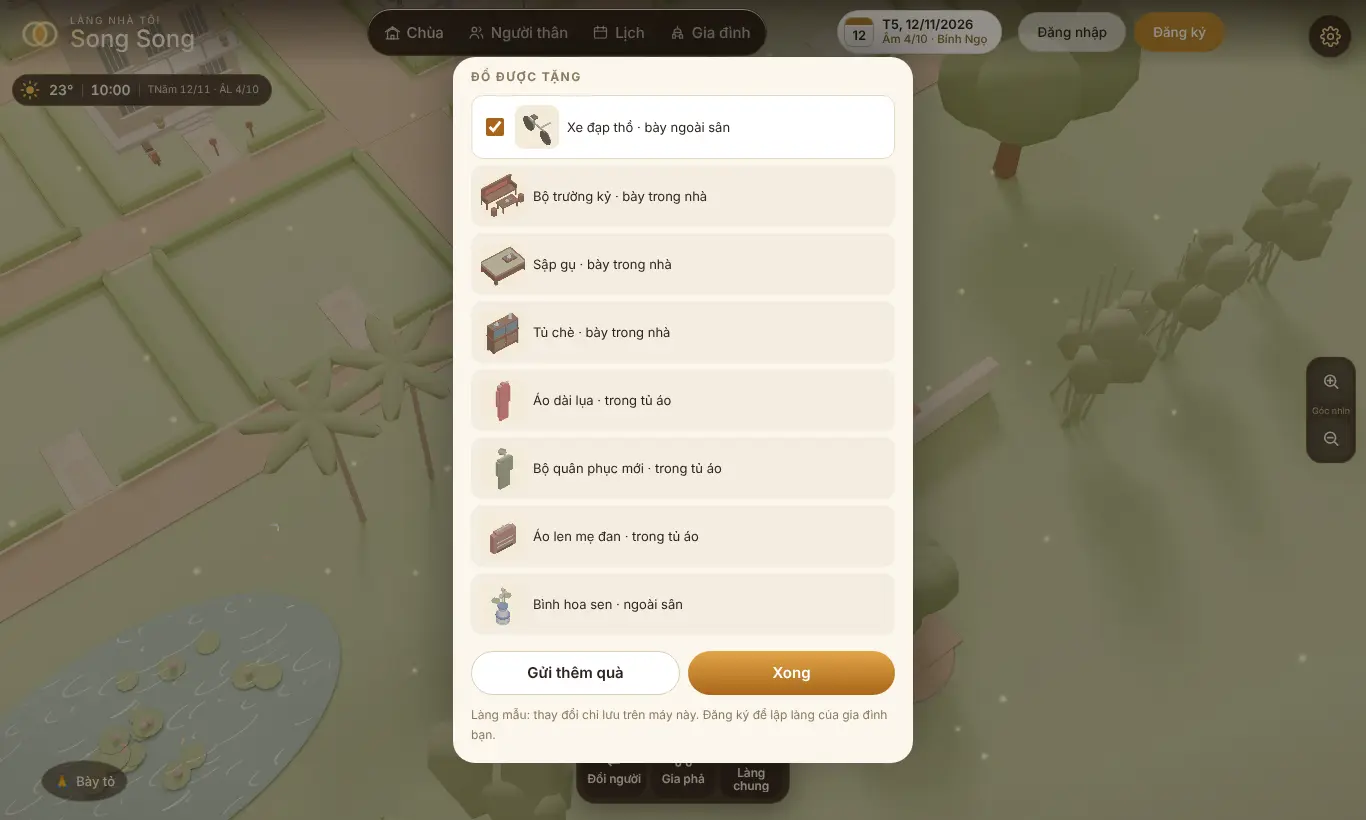 LÀNG NHÀ TÔI
Song Song
Chùa
Người thân
Lịch
Gia đình
12
T5, 12/11/2026
Âm 4/10 · Bính Ngọ
Đăng nhập
Đăng ký
23°
10:00
TNăm 12/11 · ÂL 4/10
ĐỒ ĐƯỢC TẶNG
Xe đạp thồ · bày ngoài sân
Bộ trường kỷ · bày trong nhà
Sập gụ · bày trong nhà
Tủ chè · bày trong nhà
Áo dài lụa · trong tủ áo
Bộ quân phục mới · trong tủ áo
Áo len mẹ đan · trong tủ áo
Bình hoa sen · ngoài sân
Gửi thêm quà
Xong
Làng mẫu: thay đổi chỉ lưu trên máy này. Đăng ký để lập làng của gia đình
bạn.
Góc nhìn
Bày tỏ
Đổi người
Gia phả
Làng
chung